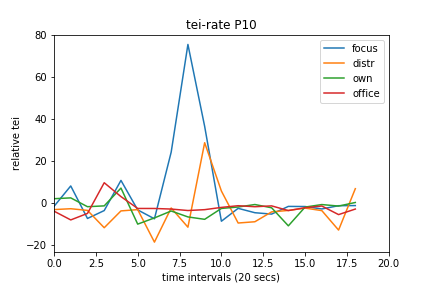 tei-rate P10
80
60
40
20
0
−20
relative tei
focus
distr
own
office
0.0 2.5 5.0 7.5 10.0 12.5 15.0 17.5 20.0
time intervals (20 secs)